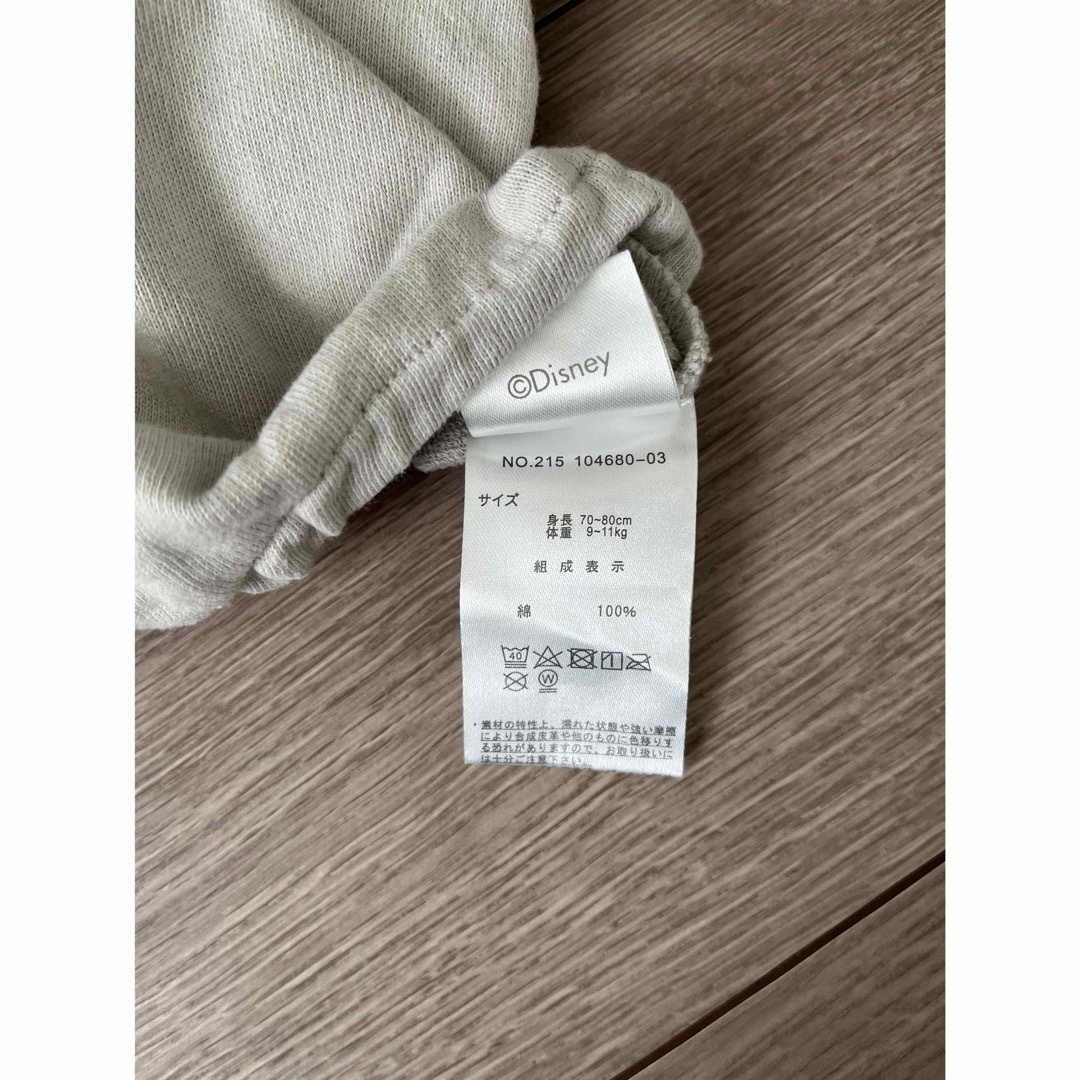 ©Disney
NO.215 104680-03
サイズ
身長 70~80cm
体重 9~11kg
組成表示
綿 100%
40
1
W
・素材の特性上、濡れた状態や強い摩擦
により合成皮革や他のものに色移りす
る恐れがありますので、お取り扱いに
は十分ご注意下さい。